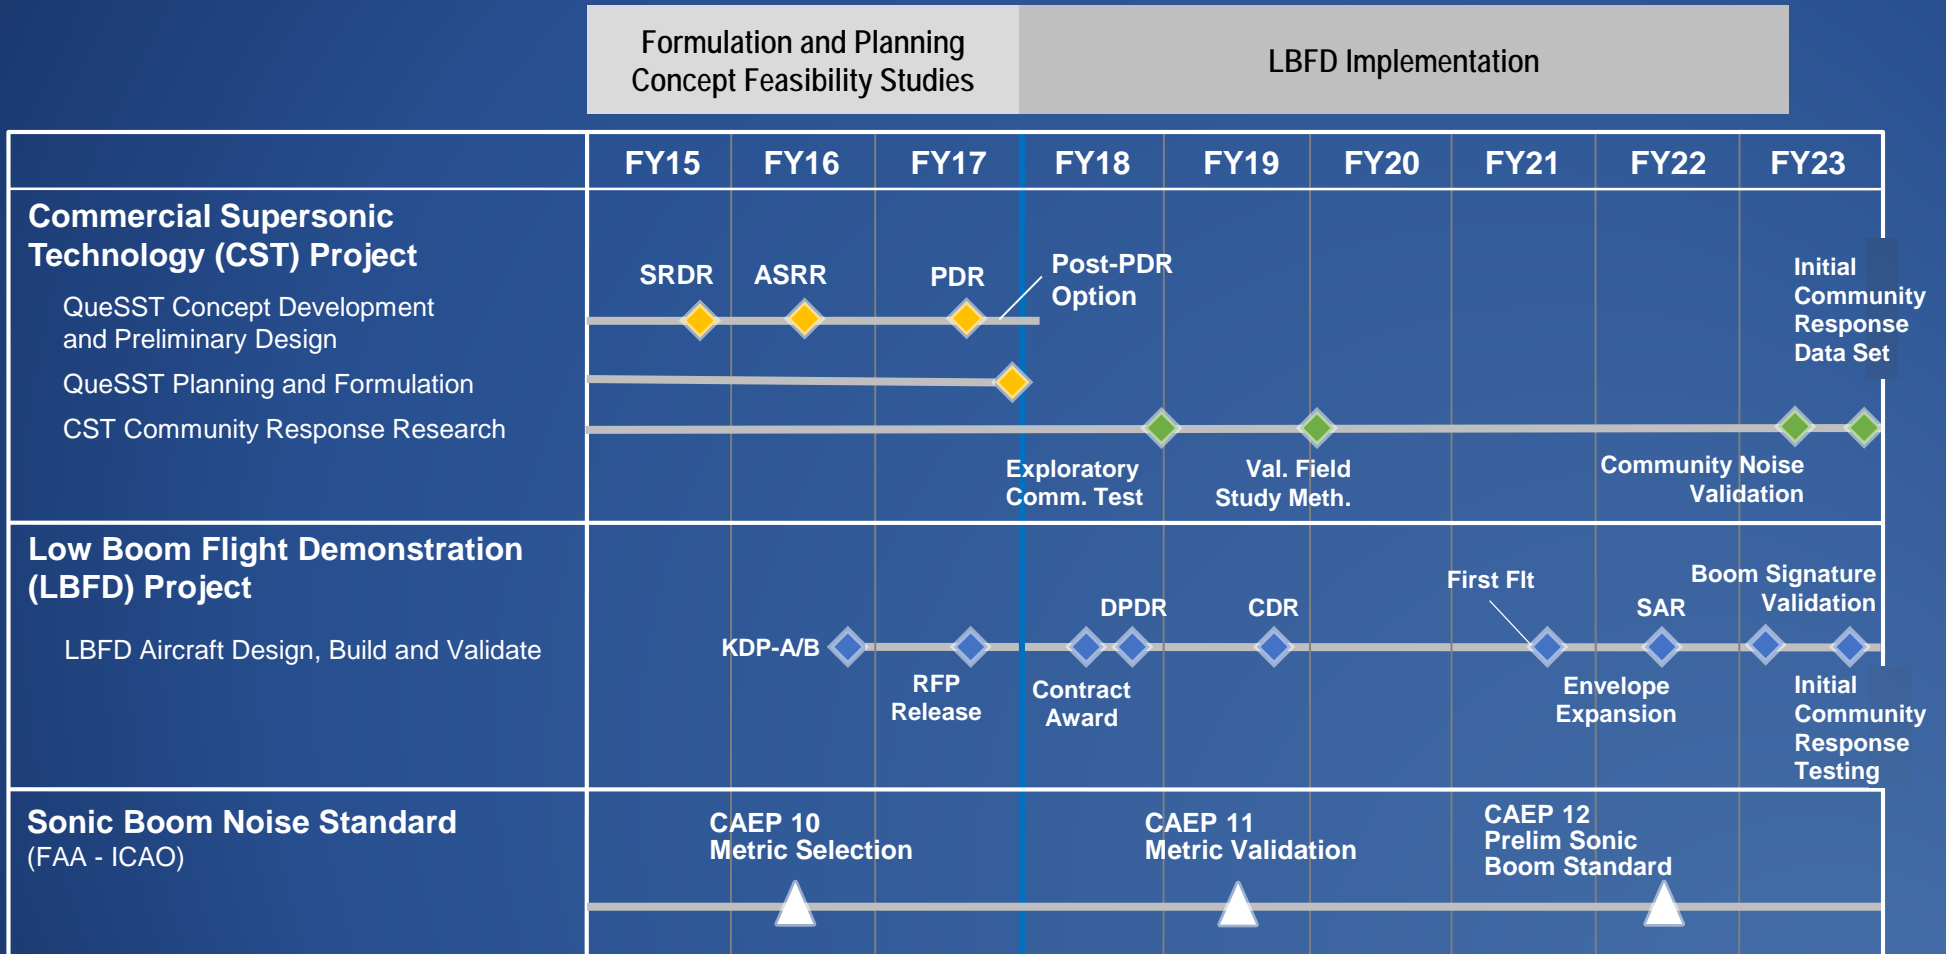 Formulation and Planning
Concept Feasibility Studies
LBFD Implementation
FY15 FY16 FY17 FY18 FY19 FY20 FY21 FY22 FY23
Commercial Supersonic
Technology (CST) Project
QueSST Concept Development
and Preliminary Design
QueSST Planning and Formulation
CST Community Response Research
SRDR
ASRR
PDR
Post-PDR
Option
Initial
Community
Response
Data Set
Exploratory
Comm. Test
Val. Field
Study Meth.
Community Noise
Validation
Low Boom Flight Demonstration
(LBFD) Project
LBFD Aircraft Design, Build and Validate
KDP-A/B
RFP
Release
Contract
Award
DPDR
CDR
First Flt
Envelope
Expansion
SAR
Boom Signature
Validation
Initial
Community
Response
Testing
Sonic Boom Noise Standard
(FAA - ICAO)
CAEP 10
Metric Selection
CAEP 11
Metric Validation
CAEP 12
Prelim Sonic
Boom Standard